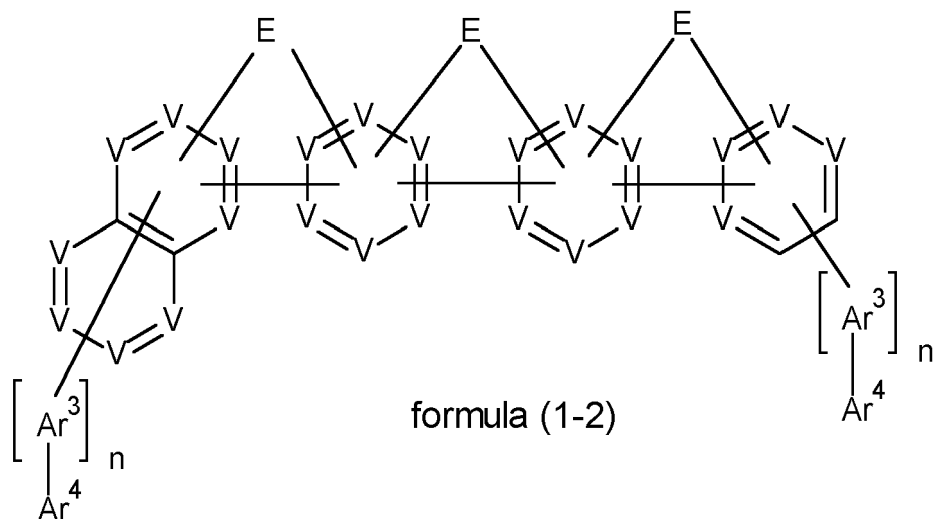 E E E
V V V V
V V V V V V V V
V V V V V V
V V V
V V [Ar³]n
V
Ar⁴
formula (1-2)
[Ar³]n
Ar⁴